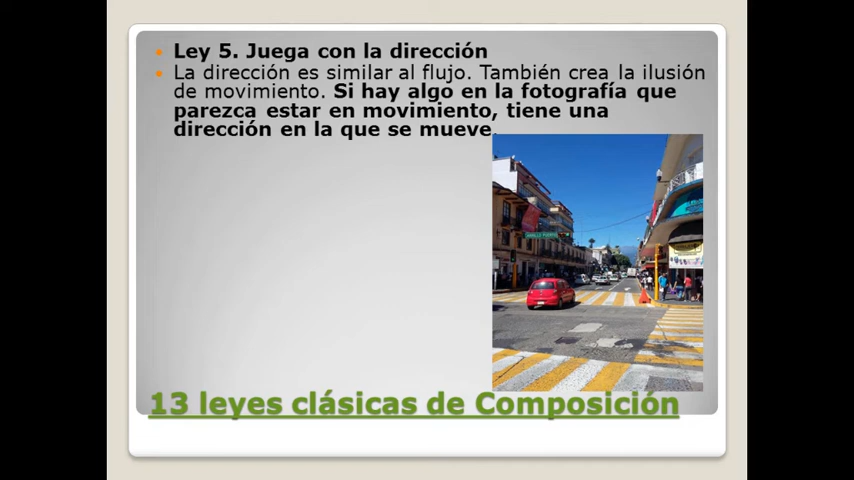 Ley 5. Juega con la dirección
La dirección es similar al flujo. También crea la ilusión
de movimiento. Si hay algo en la fotografía que
parezca estar en movimiento, tiene una
dirección en la que se mueve.
13 leyes clásicas de Composición